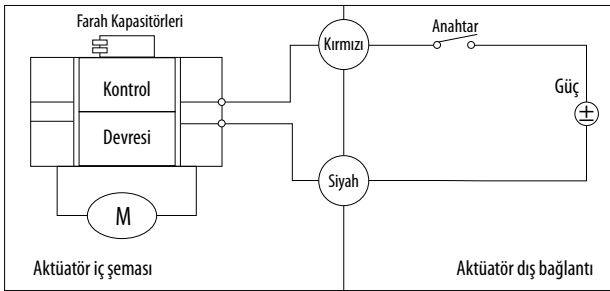 Farah Kapasitörleri
Kontrol
Devresi
M
Kırmızı
Siyah
Anahtar
Güç
±
Aktüatör iç şeması
Aktüatör dış bağlantı